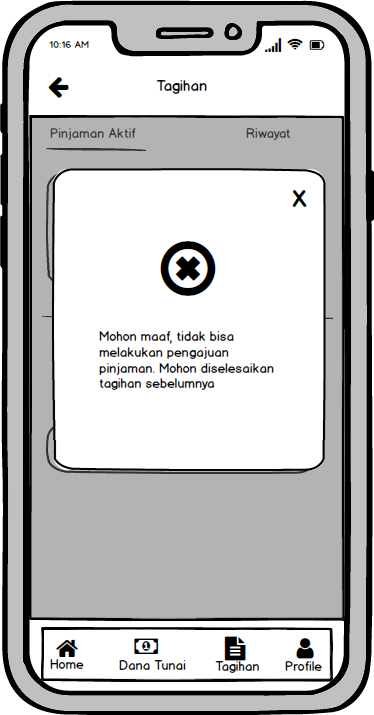 10:16 AM
Tagihan
Pinjaman Aktif
Riwayat
X
Mohon maaf, tidak bisa
melakukan pengajuan
pinjaman. Mohon diselesaikan
tagihan sebelumnya
1
Home
Dana Tunai
Tagihan
Profile